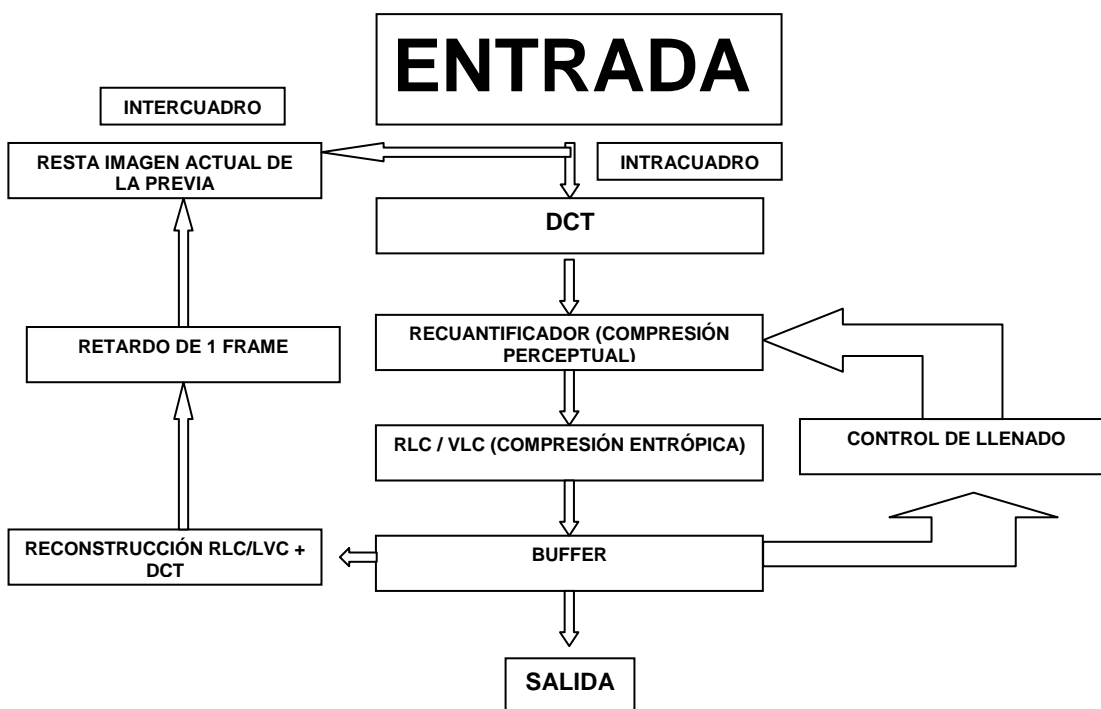 ENTRADA
INTERCUADRO
RESTA IMAGEN ACTUAL DE
LA PREVIA
INTRACUADRO
DCT
RECUANTIFICADOR (COMPRESIÓN
PERCEPTUAL)
RETARDO DE 1 FRAME
RLC / VLC (COMPRESIÓN ENTRÓPICA)
CONTROL DE LLENADO
RECONSTRUCCIÓN RLC/LVC +
DCT
BUFFER
SALIDA